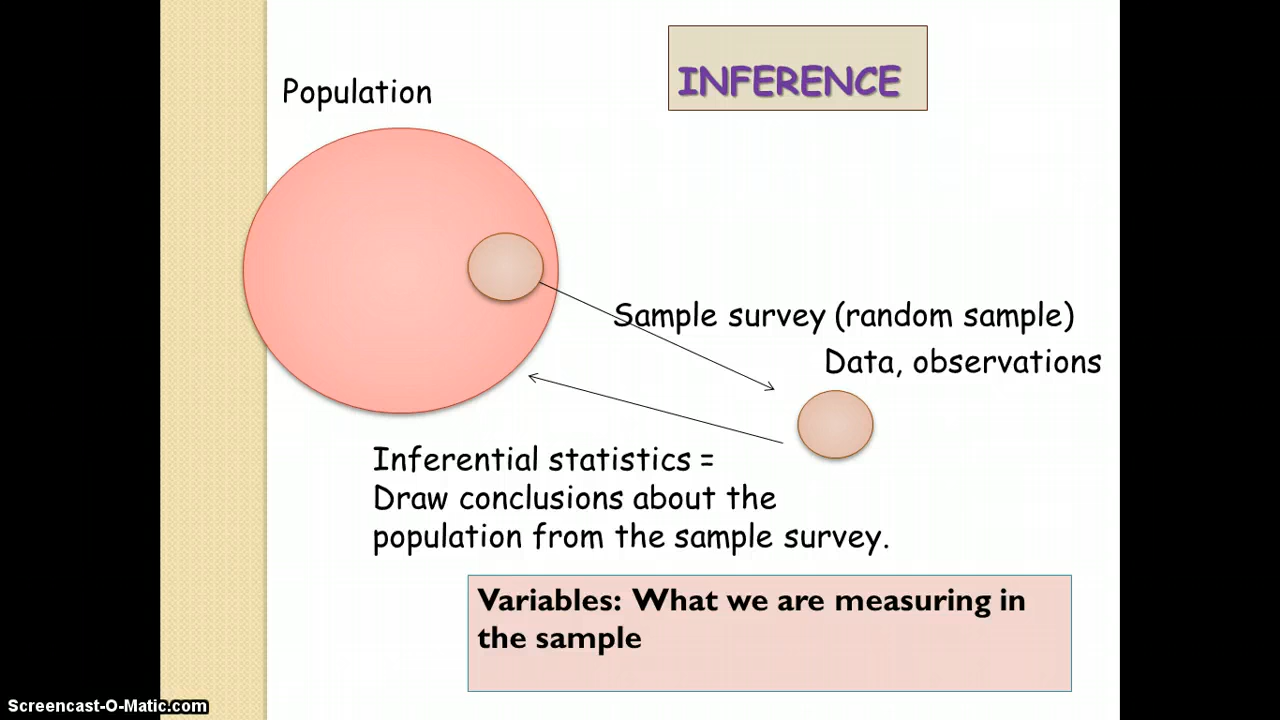 INFERENCE
Population
Sample survey (random sample)
Data, observations
Inferential statistics =
Draw conclusions about the
population from the sample survey.
Variables: What we are measuring in
the sample
Screencast-O-Matic.com